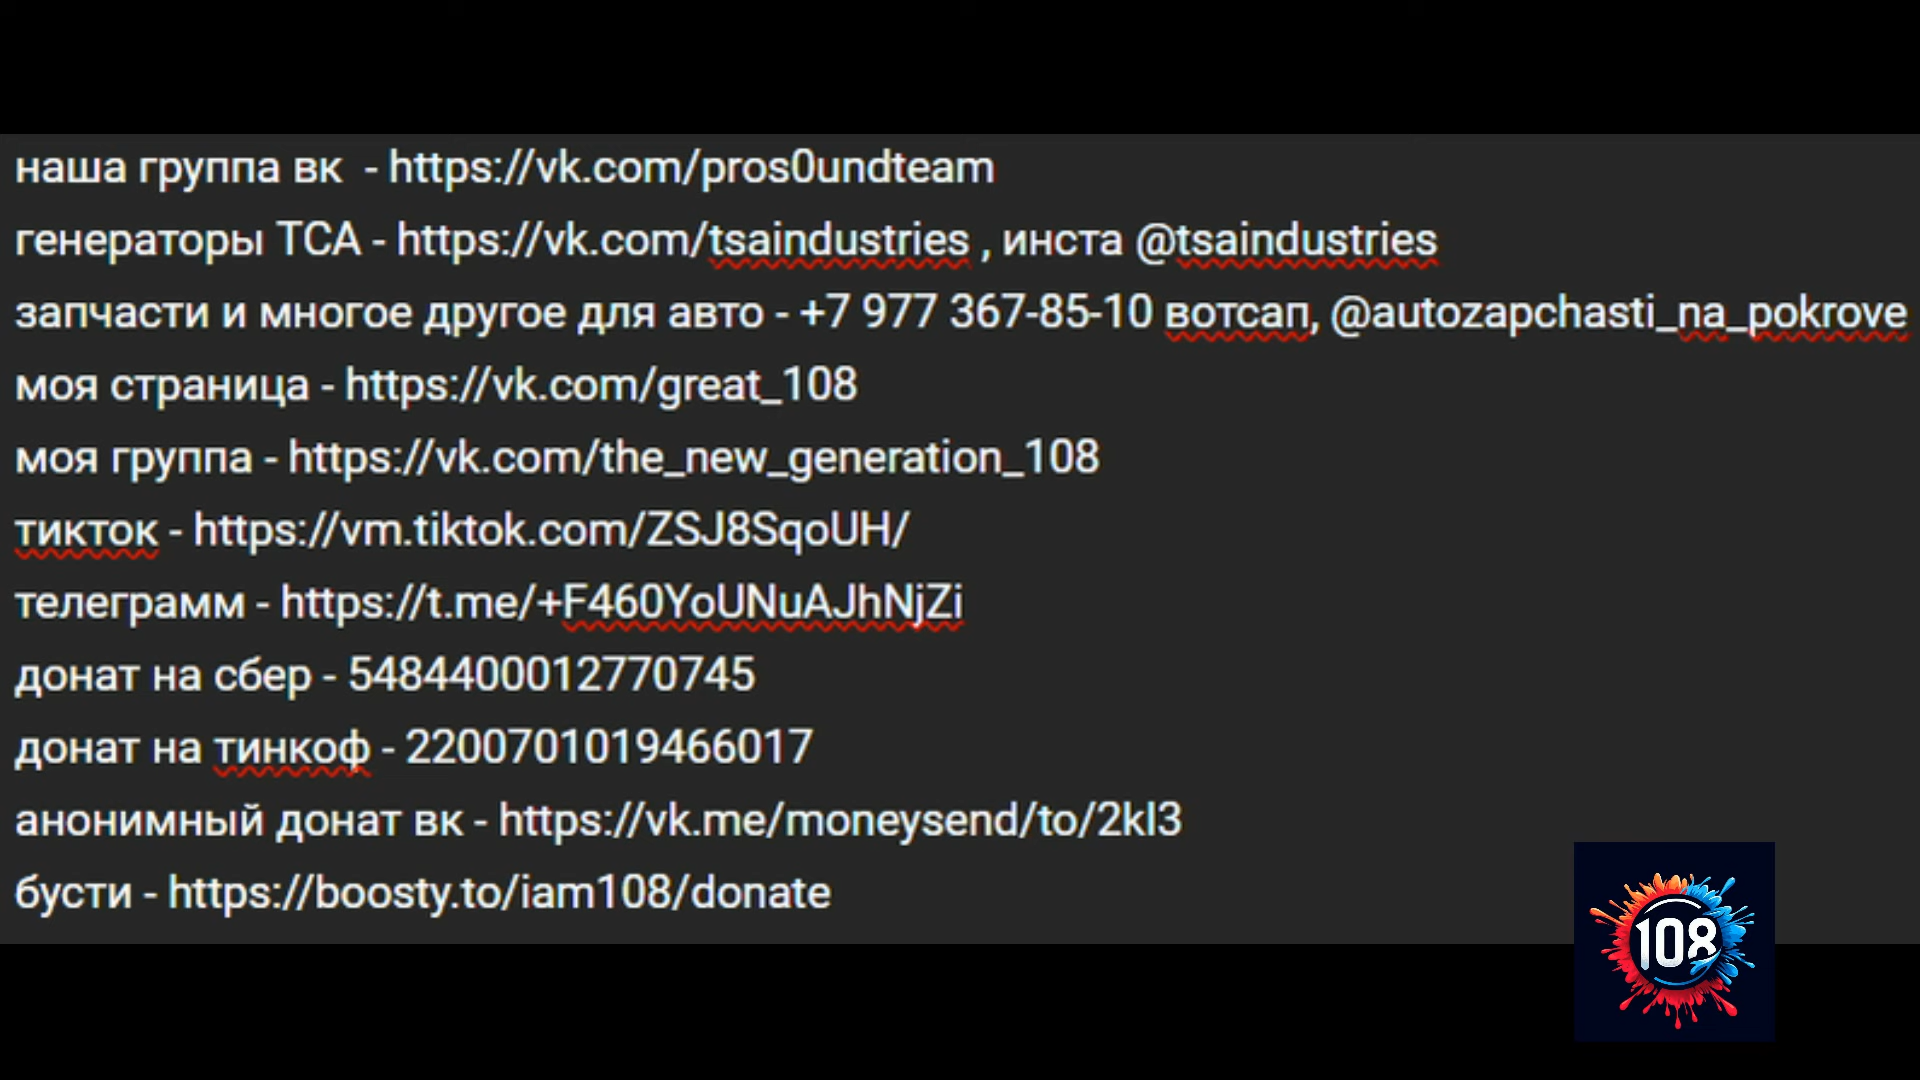 наша группа вк - https://vk.com/pros0undteam
генераторы ТСА - https://vk.com/tsaindustries , инста @tsaindustries
запчасти и многое другое для авто - +7 977 367-85-10 вотсап, @autozapchasti_na_pokrove
моя страница - https://vk.com/great_108
моя группа - https://vk.com/the_new_generation_108
тикток - https://vm.tiktok.com/ZSJ8SqoUH/
телеграмм - https://t.me/+F460YoUNuAJhNjZi
донат на сбер - 5484400012770745
донат на тинкоф - 2200701019466017
анонимный донат вк - https://vk.me/moneysend/to/2kl3
бусти - https://boosty.to/iam108/donate
108